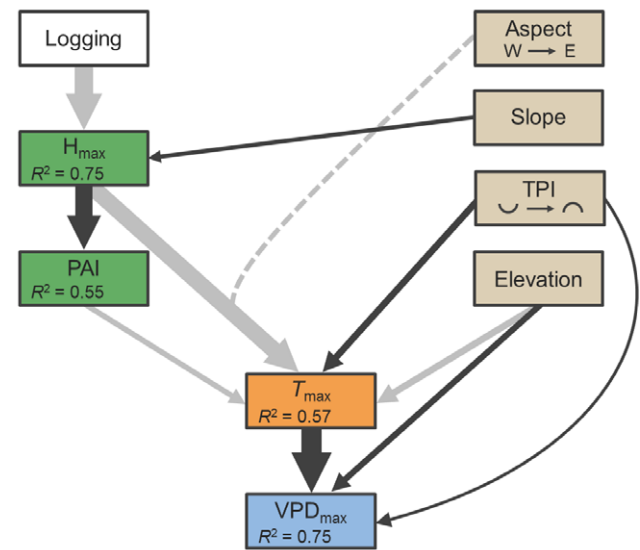 Logging
Aspect
W → E
Slope
Hmax
R² = 0.75
TPI
PAI
R² = 0.55
Elevation
Tmax
R² = 0.57
VPDmax
R² = 0.75